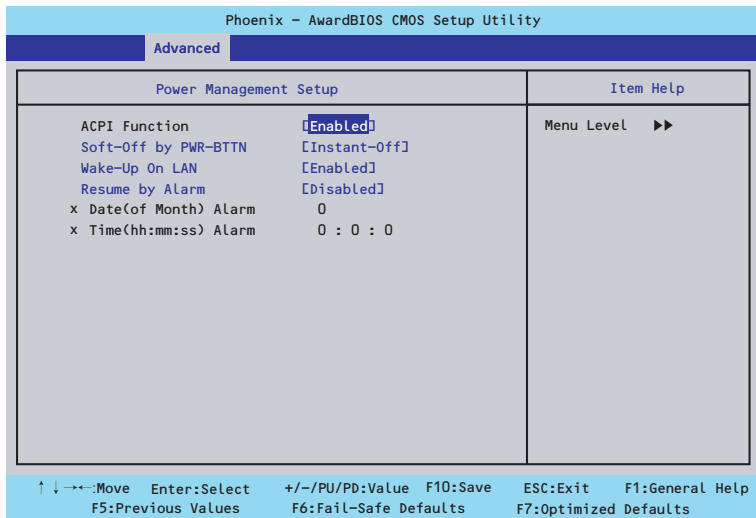 Phoenix – AwardBIOS CMOS Setup Utility
Advanced
Power Management Setup
Item Help
ACPI Function [Enabled]
Menu Level ▶▶
Soft-Off by PWR-BTTN [Instant-Off]
Wake-Up On LAN [Enabled]
Resume by Alarm [Disabled]
x Date(of Month) Alarm 0
x Time(hh:mm:ss) Alarm 0 : 0 : 0
↑↓→←:Move Enter:Select +/-/PU/PD:Value F10:Save ESC:Exit F1:General Help
F5:Previous Values F6:Fail-Safe Defaults F7:Optimized Defaults